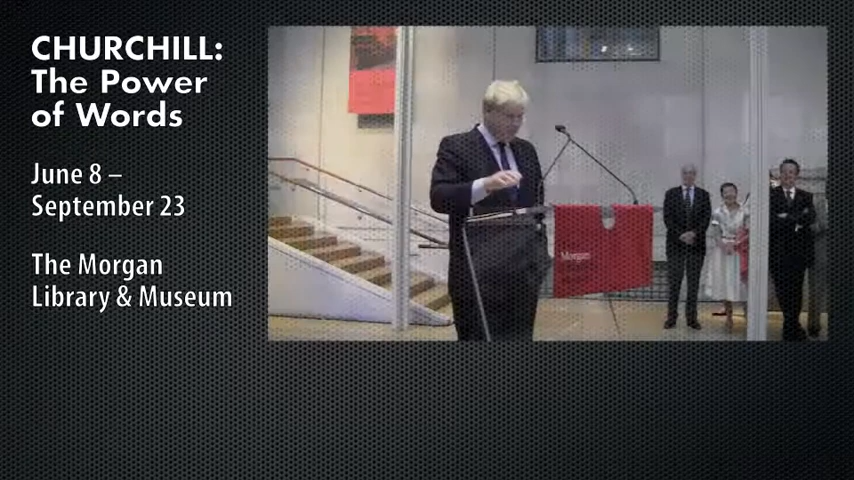 CHURCHILL:
The Power
of Words
June 8 –
September 23
The Morgan
Library & Museum
Morgan